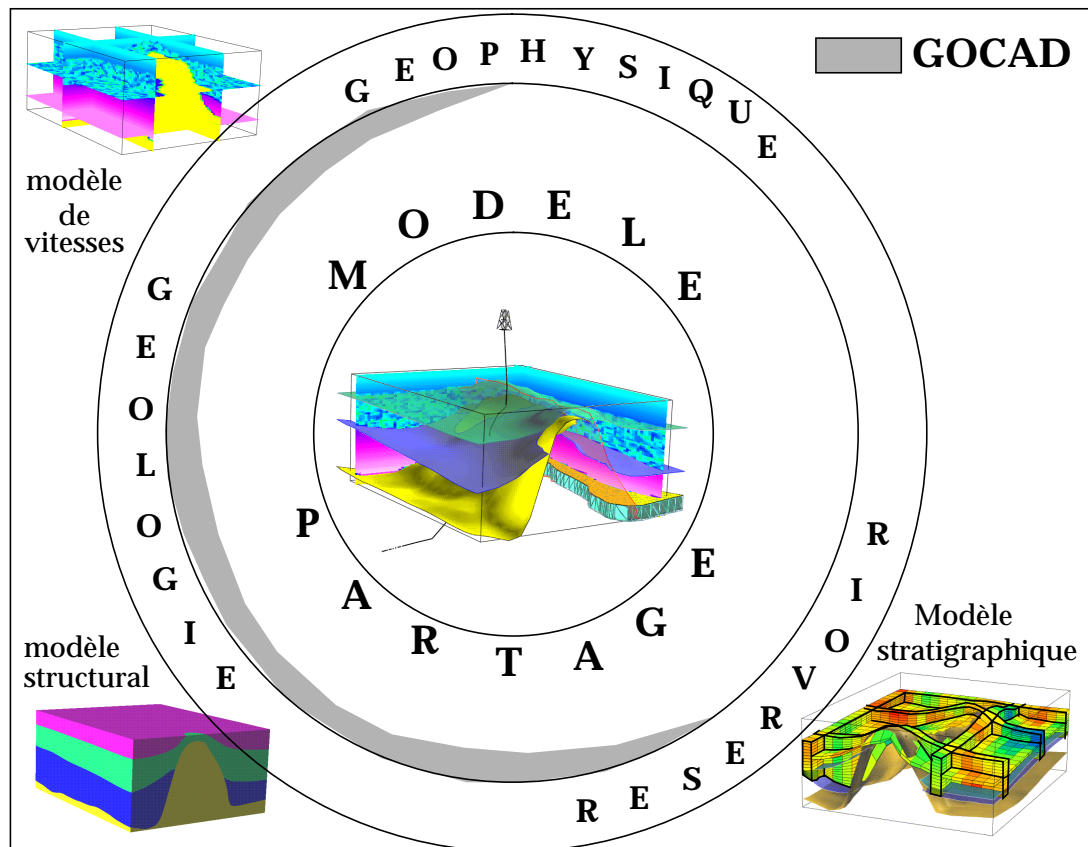 GEOPHYSIQUE
GOCAD
modèle
de
vitesses
MODELE
GEOLOGIE
PARTAGE
modèle
structural
Modèle
stratigraphique
RESERVOIR